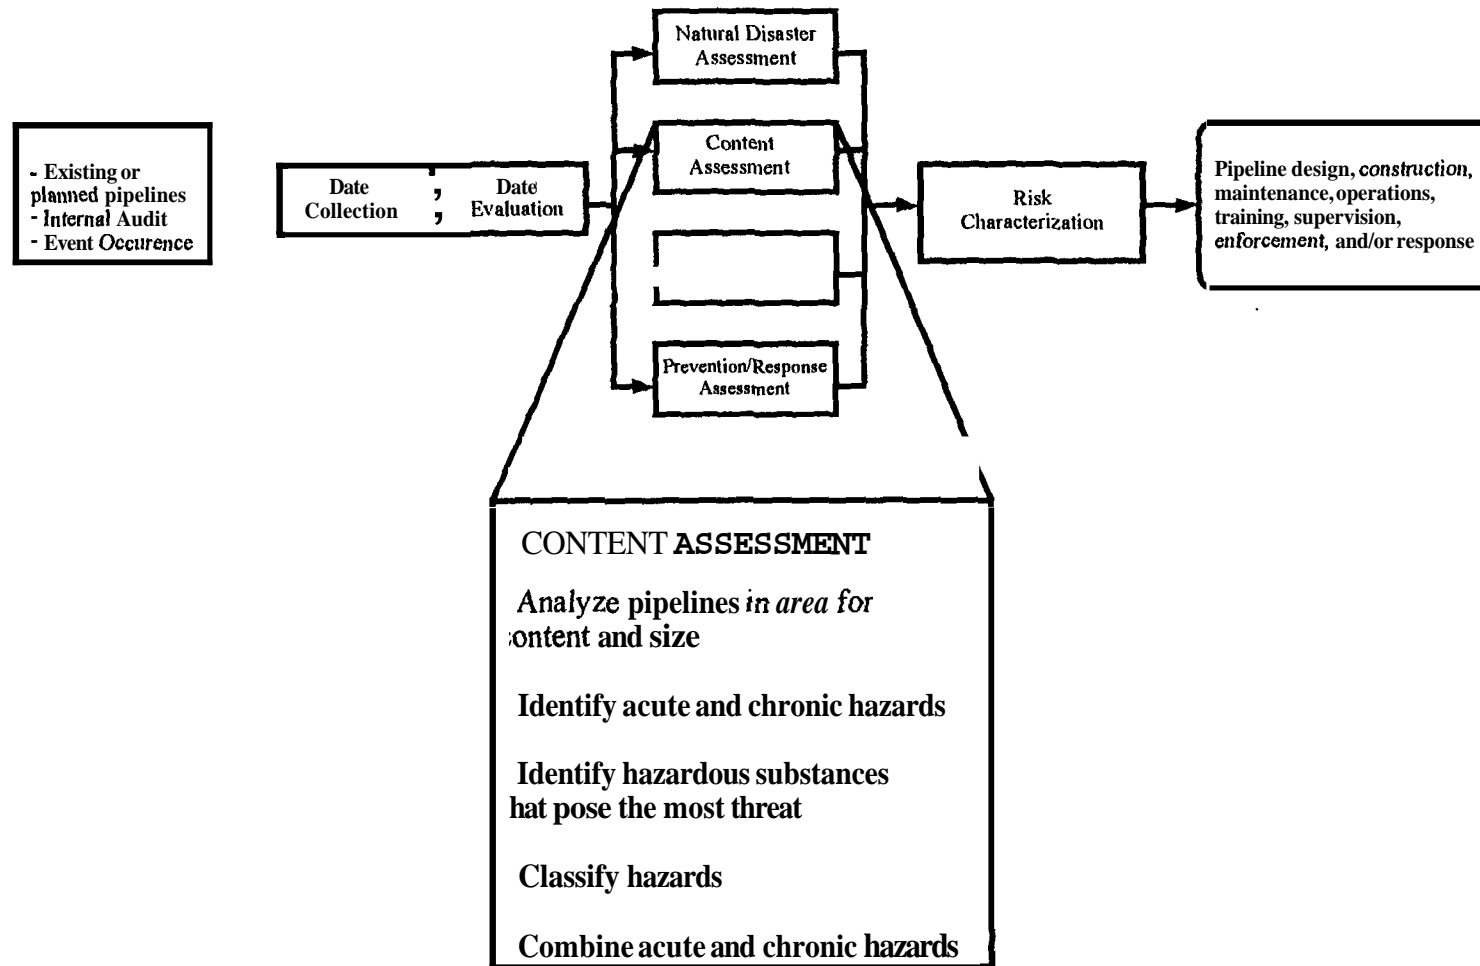 Natural Disaster
Assessment
- Existing or
planned pipelines
- Internal Audit
- Event Occurence
Date
Collection
Date
Evaluation
Content
Assessment
Prevention/Response
Assessment
Risk
Characterization
Pipeline design, construction,
maintenance, operations,
training, supervision,
enforcement, and/or response
CONTENT ASSESSMENT
Analyze pipelines in area for
ontent and size
Identify acute and chronic hazards
Identify hazardous substances
hat pose the most threat
Classify hazards
Combine acute and chronic hazards